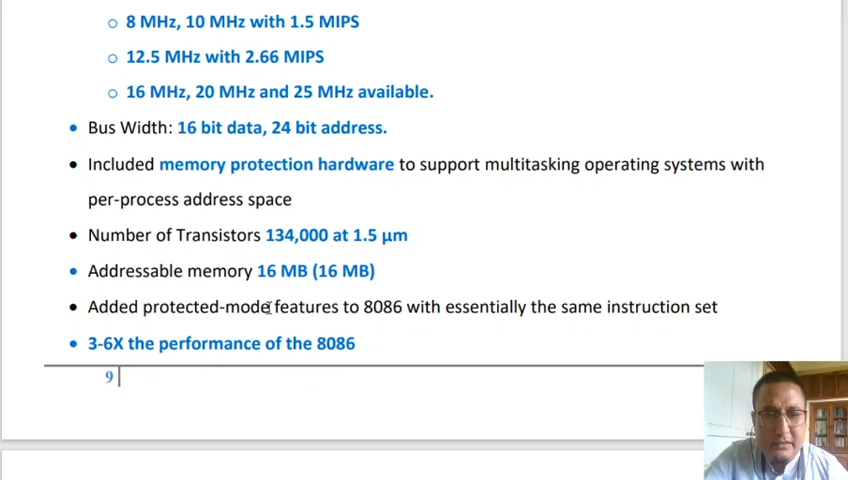 8 MHz, 10 MHz with 1.5 MIPS
12.5 MHz with 2.66 MIPS
16 MHz, 20 MHz and 25 MHz available.
Bus Width: 16 bit data, 24 bit address.
Included memory protection hardware to support multitasking operating systems with
per-process address space
Number of Transistors 134,000 at 1.5 μm
Addressable memory 16 MB (16 MB)
Added protected-mode features to 8086 with essentially the same instruction set
3-6X the performance of the 8086
9